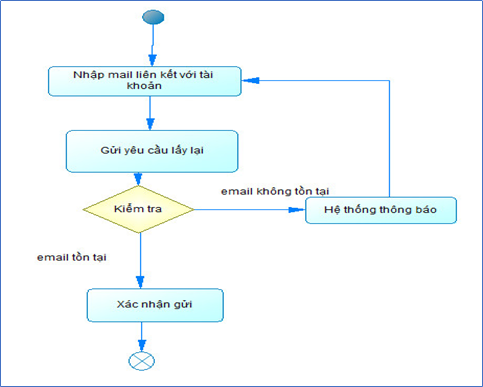 Nhập mail liên kết với tài
khoản
Gửi yêu cầu lấy lại
email không tồn tại
Kiểm tra
Hệ thống thông báo
email tồn tại
Xác nhận gửi